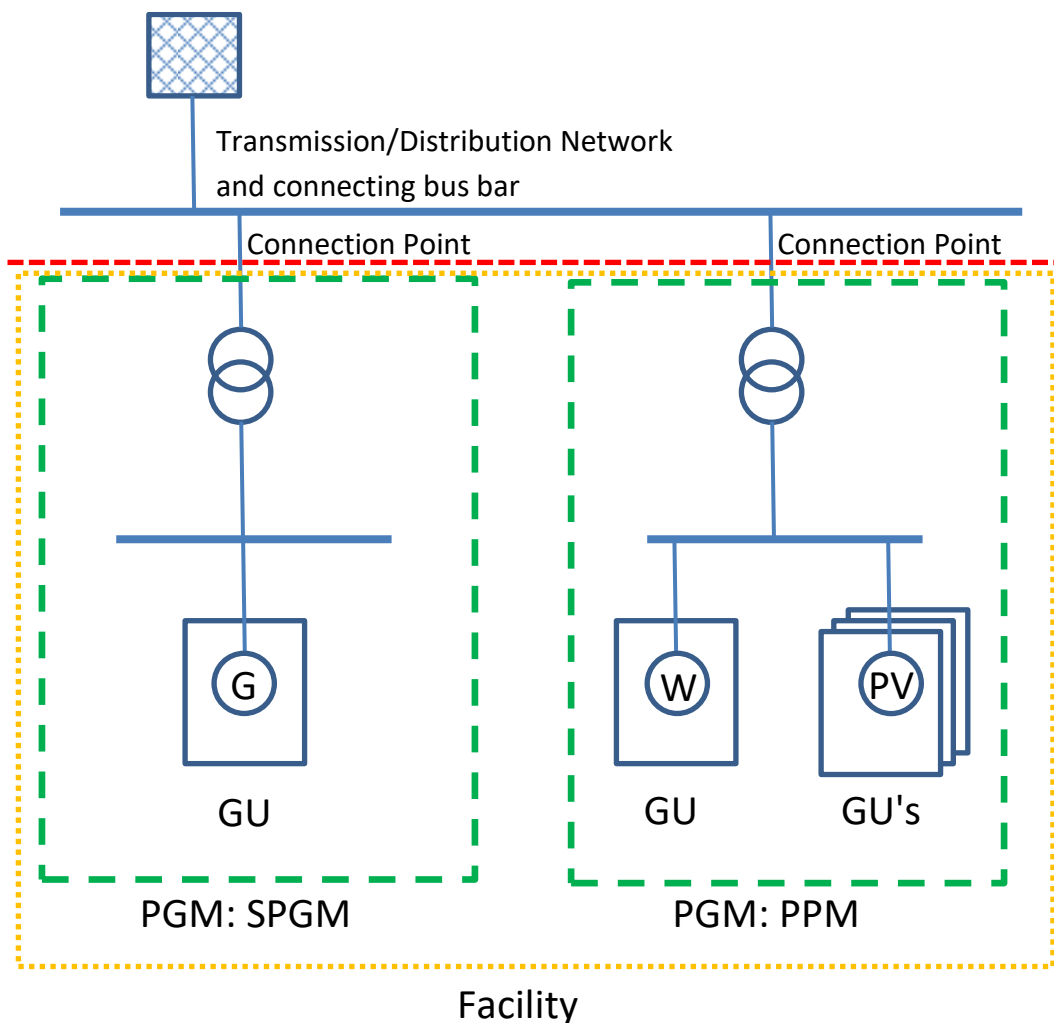 Transmission/Distribution Network
and connecting bus bar
Connection Point
Connection Point
G
W
PV
GU
GU
GU's
PGM: SPGM
PGM: PPM
Facility